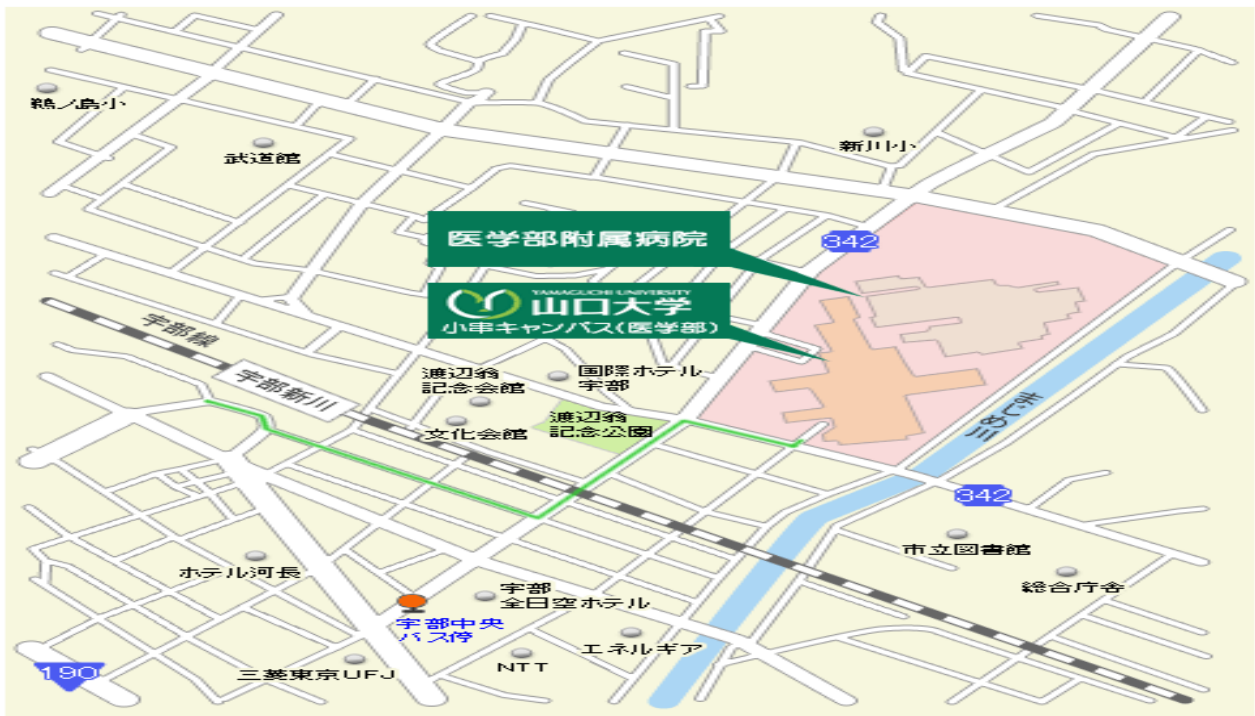 鵜ノ島小
武道館
新川小
医学部附属病院
342
YAMAGUCHI UNIVERSITY
山口大学
小串キャンパス(医学部)
宇部線
宇部新川
渡辺翁
記念会館
国際ホテル
宇部
文化会館
渡辺翁
記念公園
まじめ川
342
市立図書館
総合庁舎
ホテル河長
宇部
全日空ホテル
宇部中央
バス停
エネルギア
NTT
三菱東京UFJ
190